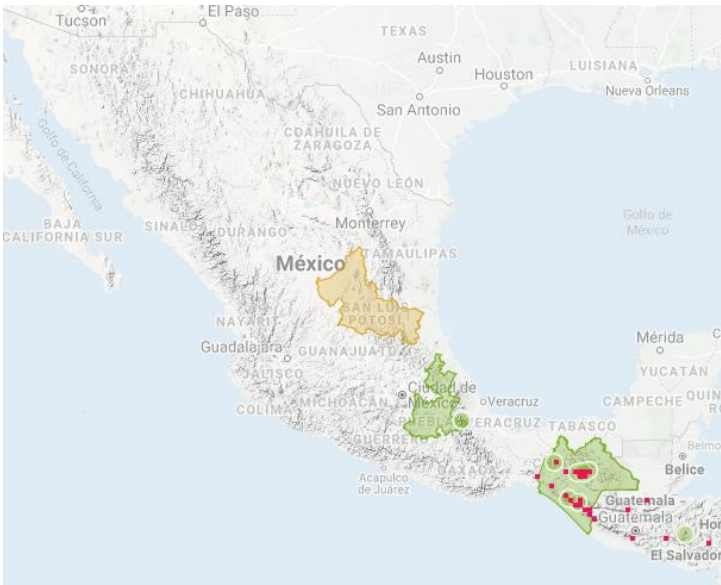 Tucson
El Paso
TEXAS
SONORA
Austin
LUISIANA
Houston
CHIHUAHUA
Nueva Orleans
San Antonio
Golfo de California
COAHUILA DE
ZARAGOZA
NUEVO LEÓN
BAJA
CALIFORNIA SUR
SINALOA
DURANGO
Monterrey
Golfo de
México
México
TAMAULIPAS
SAN LUIS
POTOSÍ
NAYARIT
Guadalajara
GUANAJUATO
Mérida
YUCATÁN
JALISCO
Ciudad de
México
CAMPECHE
COLIMA
MICHOACÁN
Veracruz
PUEBLA
VERACRUZ
TABASCO
GUERRERO
OAXACA
Acapulco
de Juárez
Belice
Guatemala
Guatemala
El Salvador